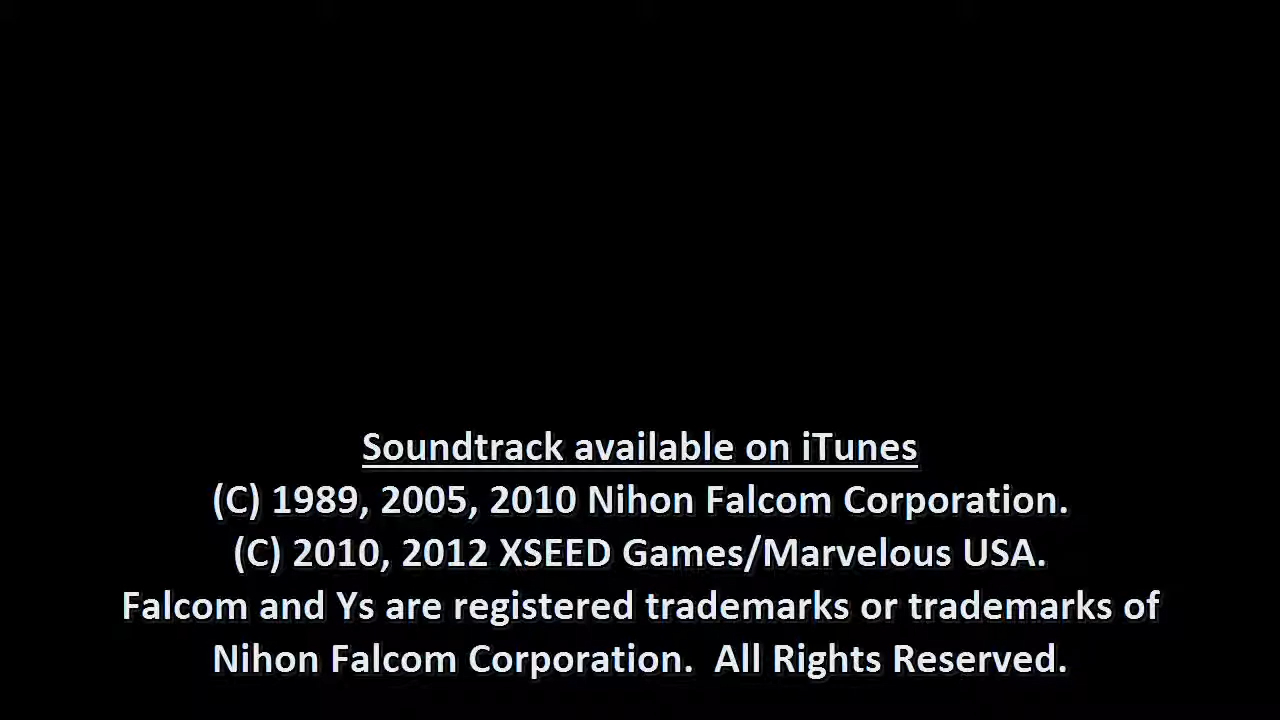 Soundtrack available on iTunes
(C) 1989, 2005, 2010 Nihon Falcom Corporation.
(C) 2010, 2012 XSEED Games/Marvelous USA.
Falcom and Ys are registered trademarks or trademarks of
Nihon Falcom Corporation.  All Rights Reserved.